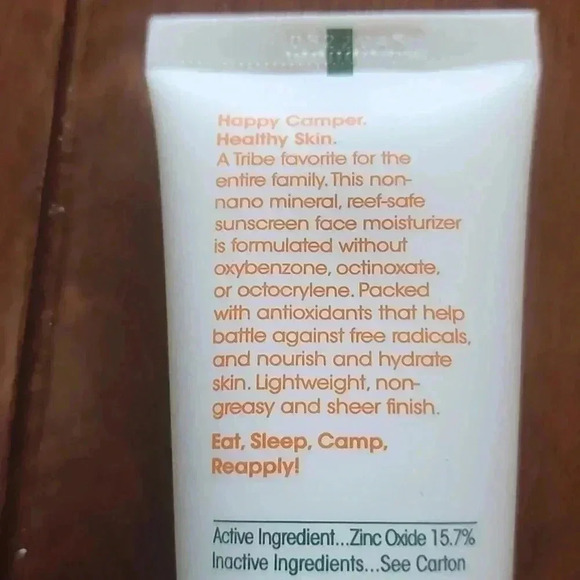 Happy Camper.
Healthy Skin.
A Tribe favorite for the
entire family. This non-
nano mineral, reef-safe
sunscreen face moisturizer
is formulated without
oxybenzone, octinoxate,
or octocrylene. Packed
with antioxidants that help
battle against free radicals,
and nourish and hydrate
skin. Lightweight, non-
greasy and sheer finish.
Eat, Sleep, Camp,
Reapply!
Active Ingredient...Zinc Oxide 15.7%
Inactive Ingredients...See Carton